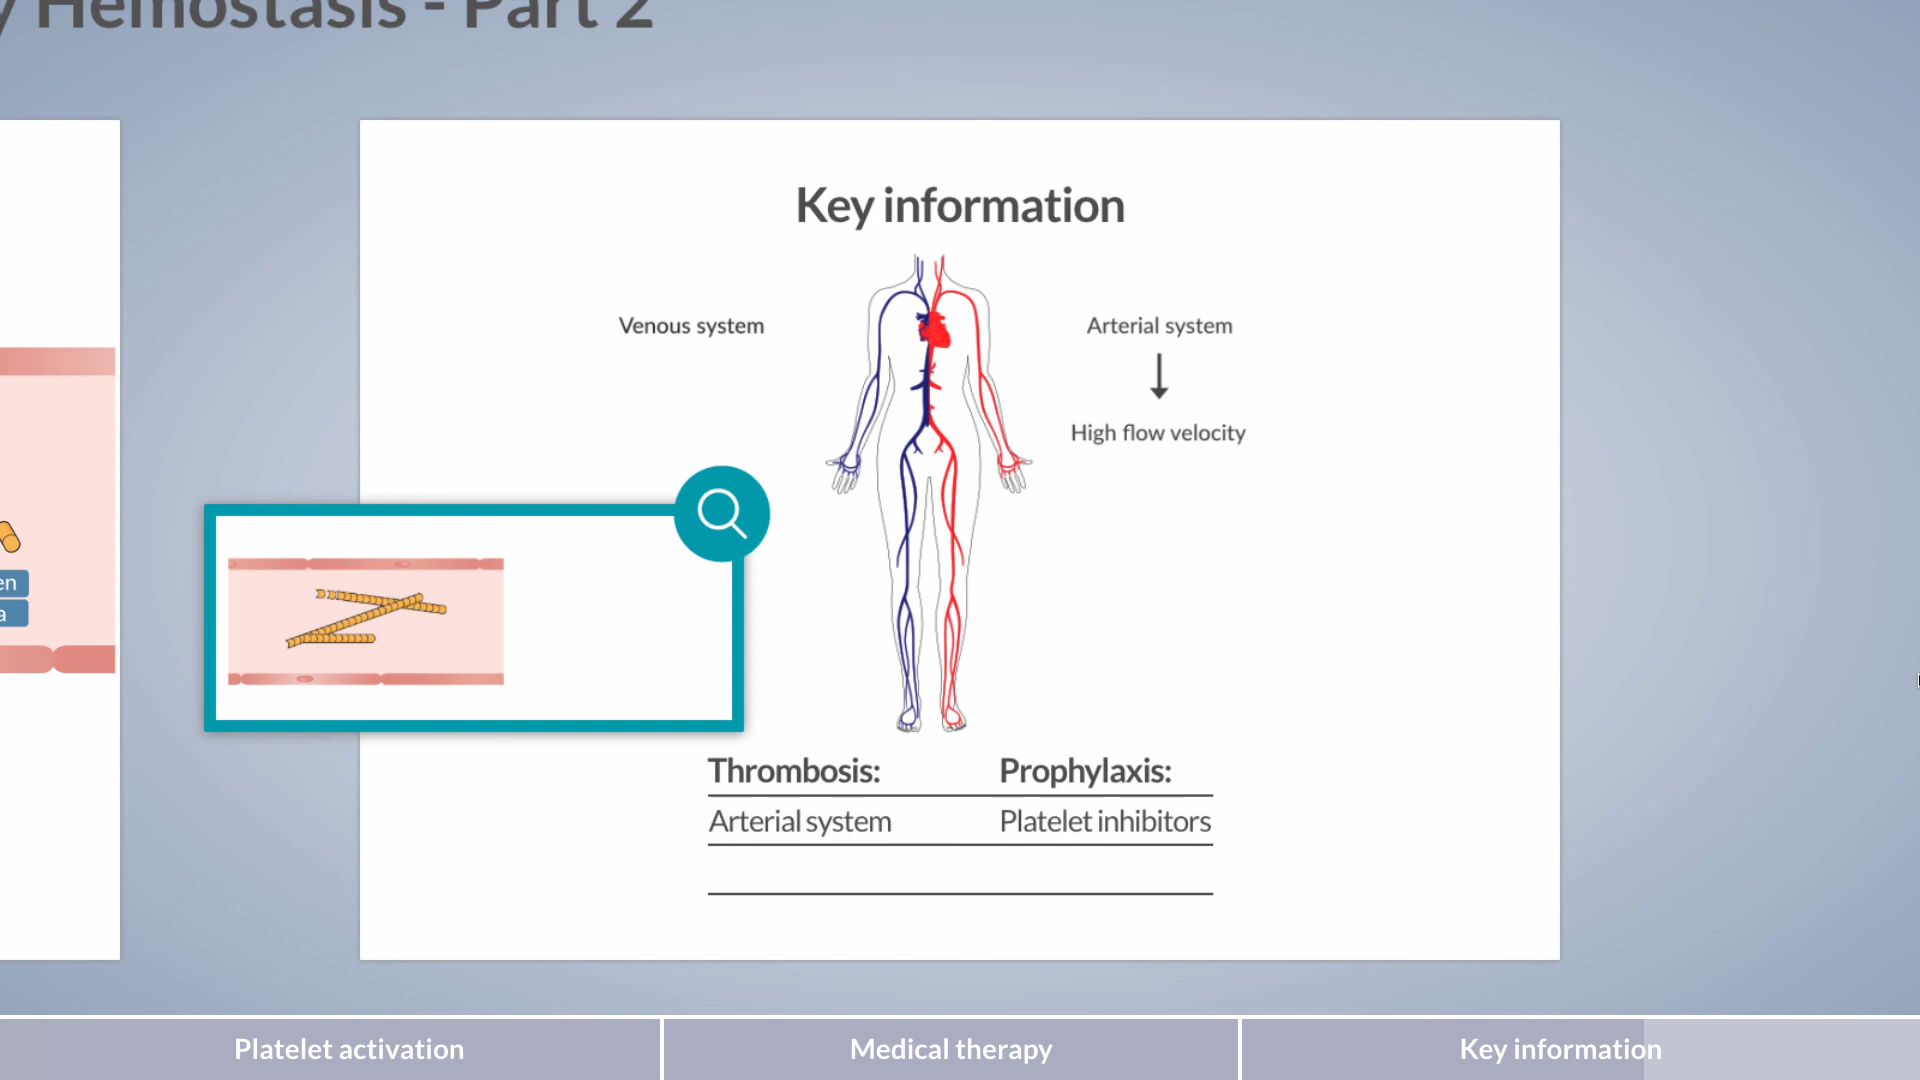 Hemostasis - Part 2
Key information
Venous system
Arterial system
High flow velocity
en
a
Thrombosis: Prophylaxis:
Arterial system Platelet inhibitors
Platelet activation
Medical therapy
Key information